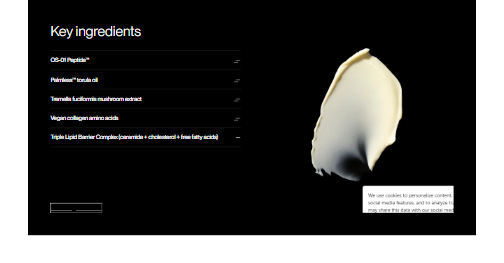 Key ingredients
OS-01 Peptide™
Palmless™ torula oil
Tremella fuciformis mushroom extract
Vegan collagen amino acids
Triple Lipid Barrier Complex (ceramide + cholesterol + free fatty acids)
We use cookies to personalize content,
social media features, and to analyze
may share this data with our social